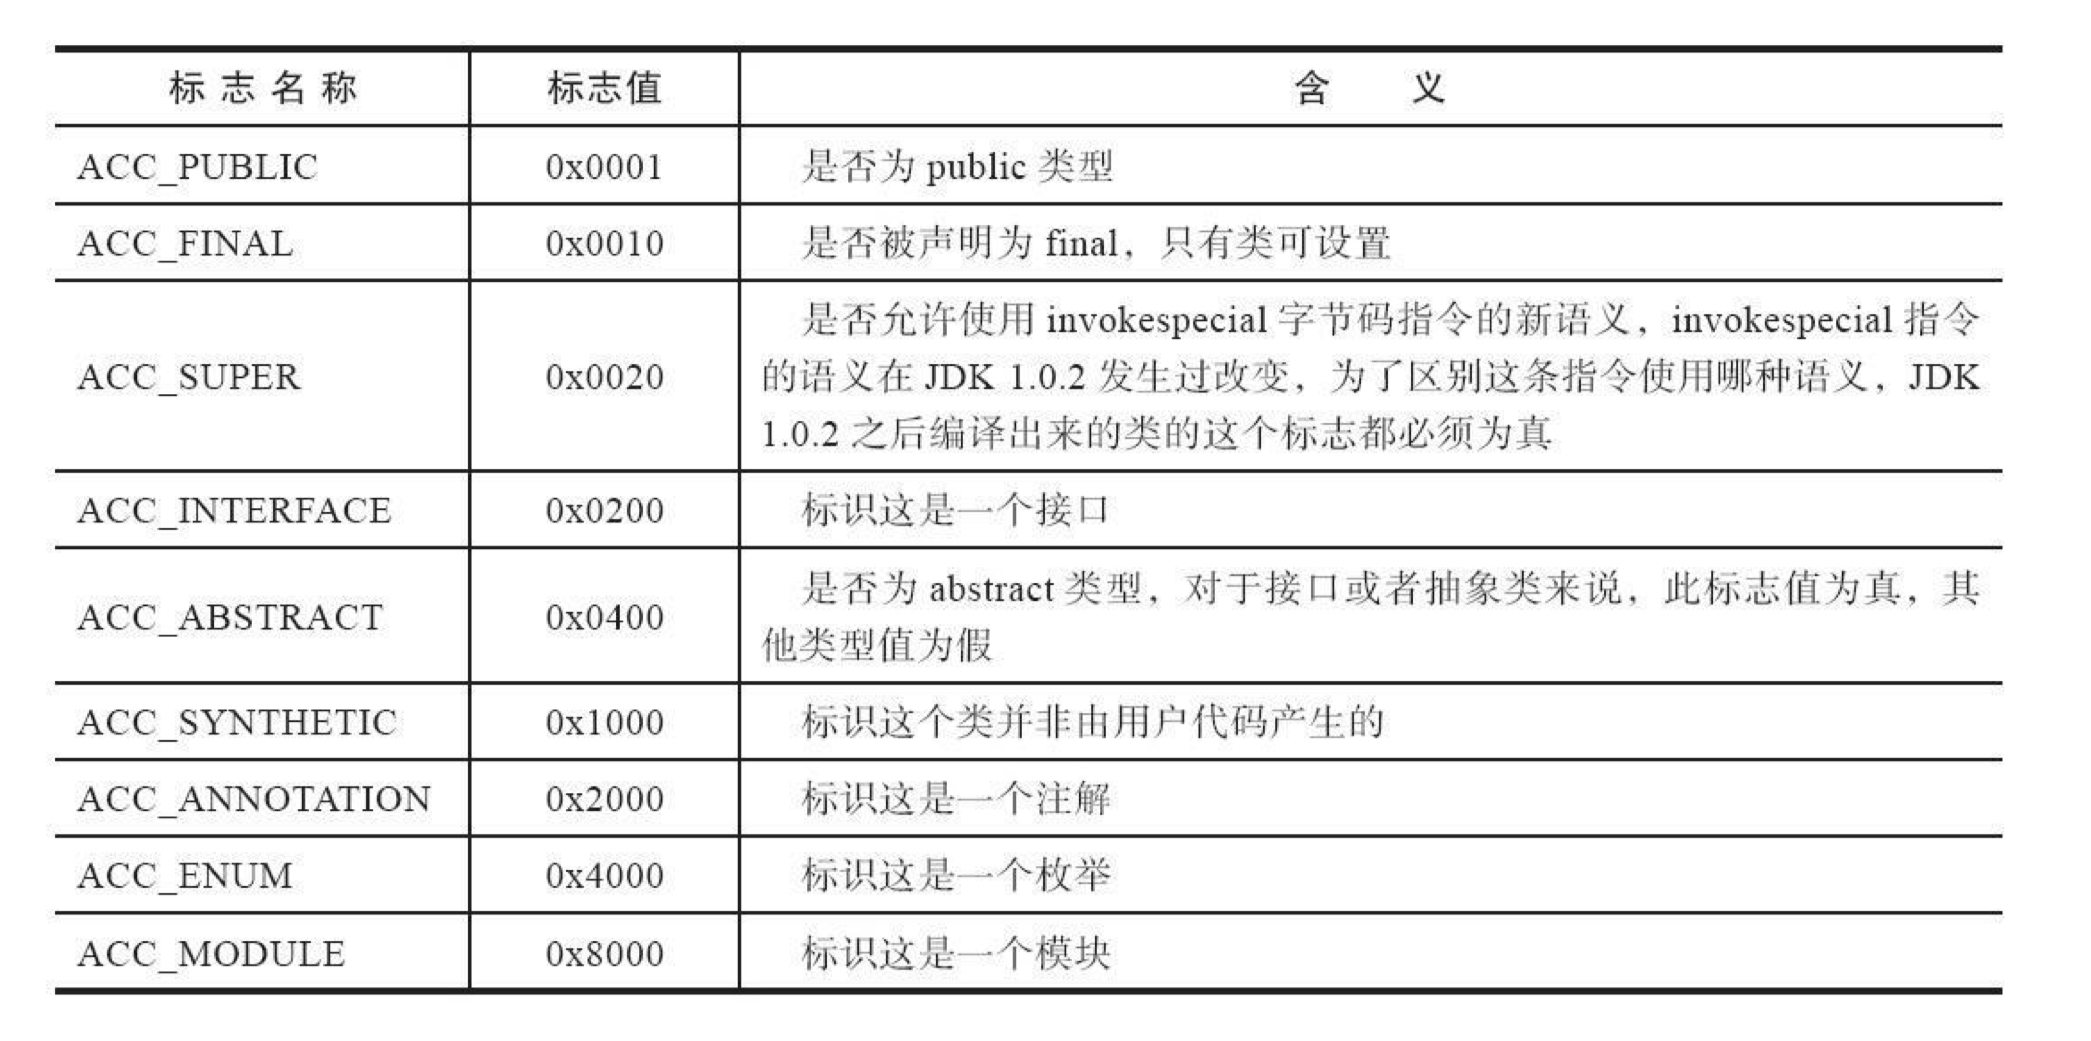 标志名称 标志值 含义
ACC_PUBLIC 0x0001 是否为 public 类型
ACC_FINAL 0x0010 是否被声明为 final，只有类可设置
ACC_SUPER 0x0020 是否允许使用 invokespecial 字节码指令的新语义，invokespecial 指令
的语义在 JDK 1.0.2 发生过改变，为了区别这条指令使用哪种语义，JDK
1.0.2 之后编译出来的类的这个标志都必须为真
ACC_INTERFACE 0x0200 标识这是一个接口
ACC_ABSTRACT 0x0400 是否为 abstract 类型，对于接口或者抽象类来说，此标志值为真，其
他类型值为假
ACC_SYNTHETIC 0x1000 标识这个类并非由用户代码产生的
ACC_ANNOTATION 0x2000 标识这是一个注解
ACC_ENUM 0x4000 标识这是一个枚举
ACC_MODULE 0x8000 标识这是一个模块